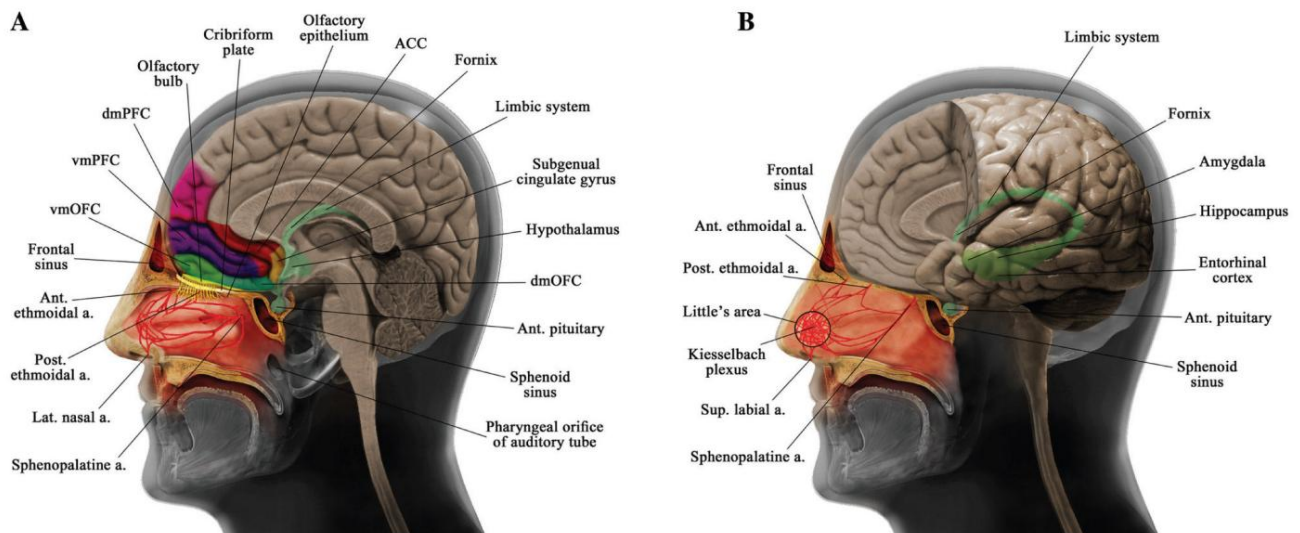 A
Cribriform
plate
Olfactory
epithelium
ACC
Olfactory
bulb
Fornix
dmPFC
Limbic system
vmPFC
Subgenual
cingulate gyrus
vmOFC
Hypothalamus
Frontal
sinus
dmOFC
Ant.
ethmoidal a.
Ant. pituitary
Post.
ethmoidal a.
Sphenoid
sinus
Lat. nasal a.
Pharyngeal orifice
of auditory tube
Sphenopalatine a.
B
Limbic system
Fornix
Frontal
sinus
Amygdala
Ant. ethmoidal a.
Hippocampus
Post. ethmoidal a.
Entorhinal
cortex
Little's area
Ant. pituitary
Kiesselbach
plexus
Sphenoid
sinus
Sup. labial a.
Sphenopalatine a.